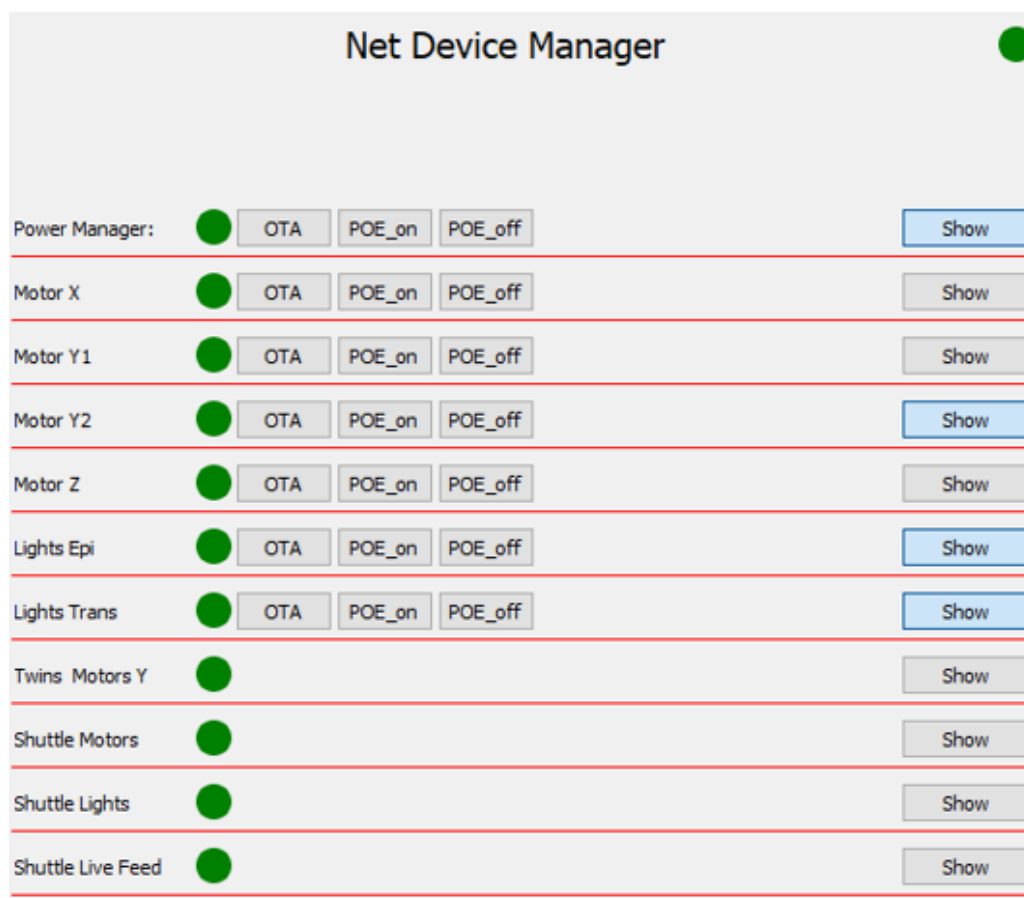 Net Device Manager
Power Manager: OTA POE_on POE_off Show
Motor X OTA POE_on POE_off Show
Motor Y1 OTA POE_on POE_off Show
Motor Y2 OTA POE_on POE_off Show
Motor Z OTA POE_on POE_off Show
Lights Epi OTA POE_on POE_off Show
Lights Trans OTA POE_on POE_off Show
Twins  Motors Y Show
Shuttle Motors Show
Shuttle Lights Show
Shuttle Live Feed Show